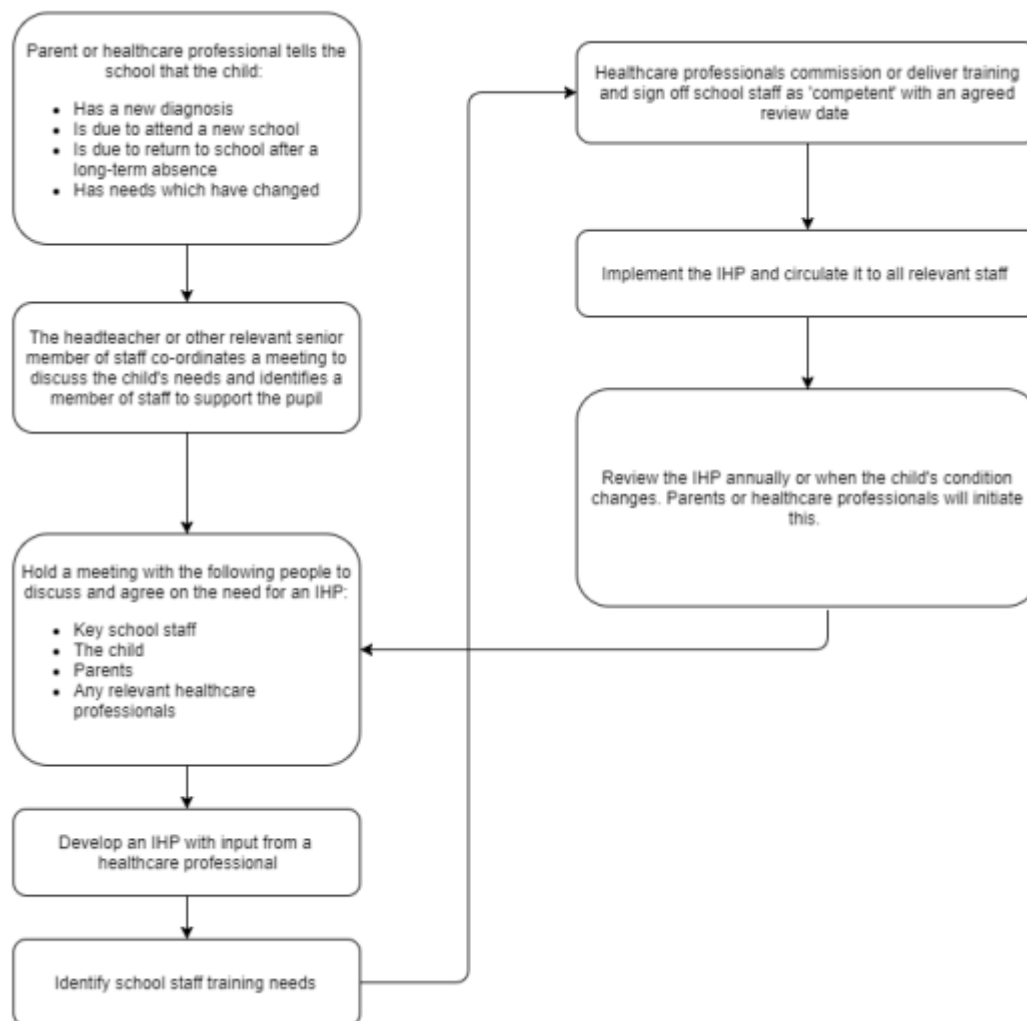 Parent or healthcare professional tells the
school that the child:
• Has a new diagnosis
• Is due to attend a new school
• Is due to return to school after a
long-term absence
• Has needs which have changed
The headteacher or other relevant senior
member of staff co-ordinates a meeting to
discuss the child's needs and identifies a
member of staff to support the pupil
Hold a meeting with the following people to
discuss and agree on the need for an IHP:
• Key school staff
• The child
• Parents
• Any relevant healthcare
professionals
Develop an IHP with input from a
healthcare professional
Identify school staff training needs
Healthcare professionals commission or deliver training
and sign off school staff as 'competent' with an agreed
review date
Implement the IHP and circulate it to all relevant staff
Review the IHP annually or when the child's condition
changes. Parents or healthcare professionals will initiate
this.